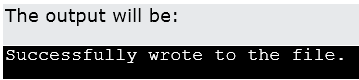 The output will be:
Successfully wrote to the file.